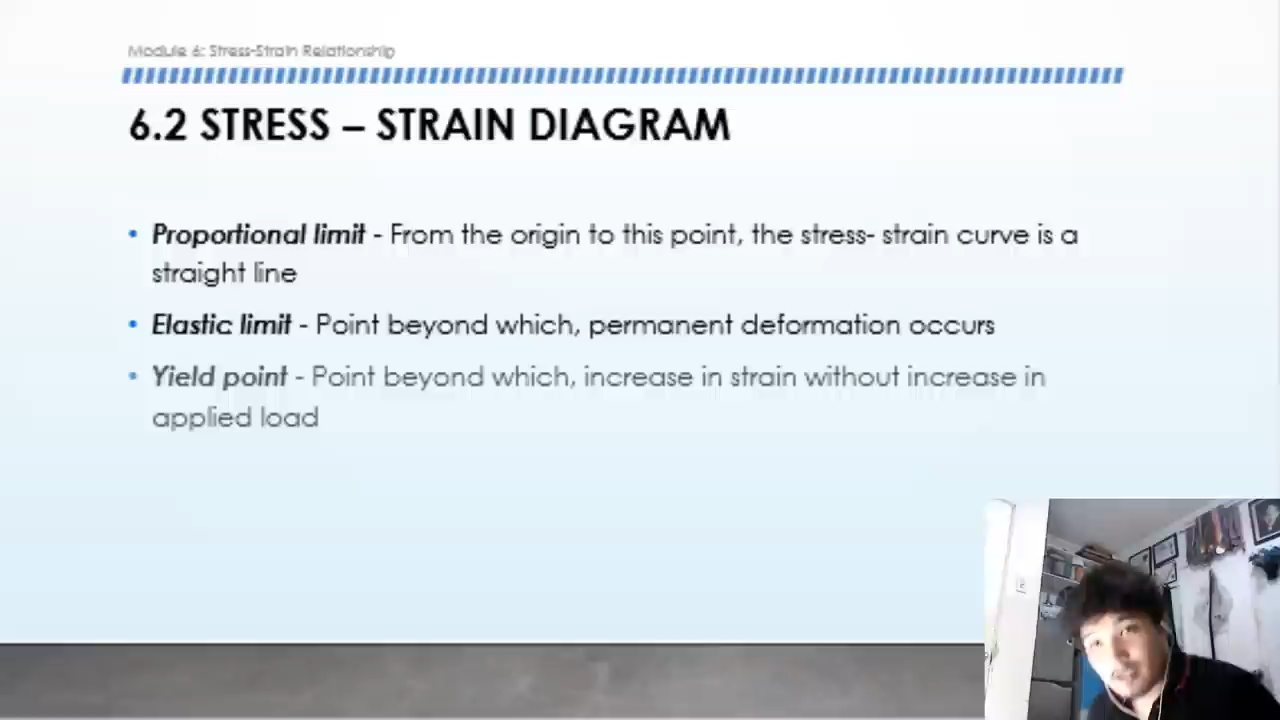 Module 6: Stress-Strain Relationship
6.2 STRESS – STRAIN DIAGRAM
• Proportional limit - From the origin to this point, the stress- strain curve is a
straight line
• Elastic limit - Point beyond which, permanent deformation occurs
• Yield point - Point beyond which, increase in strain without increase in
applied load